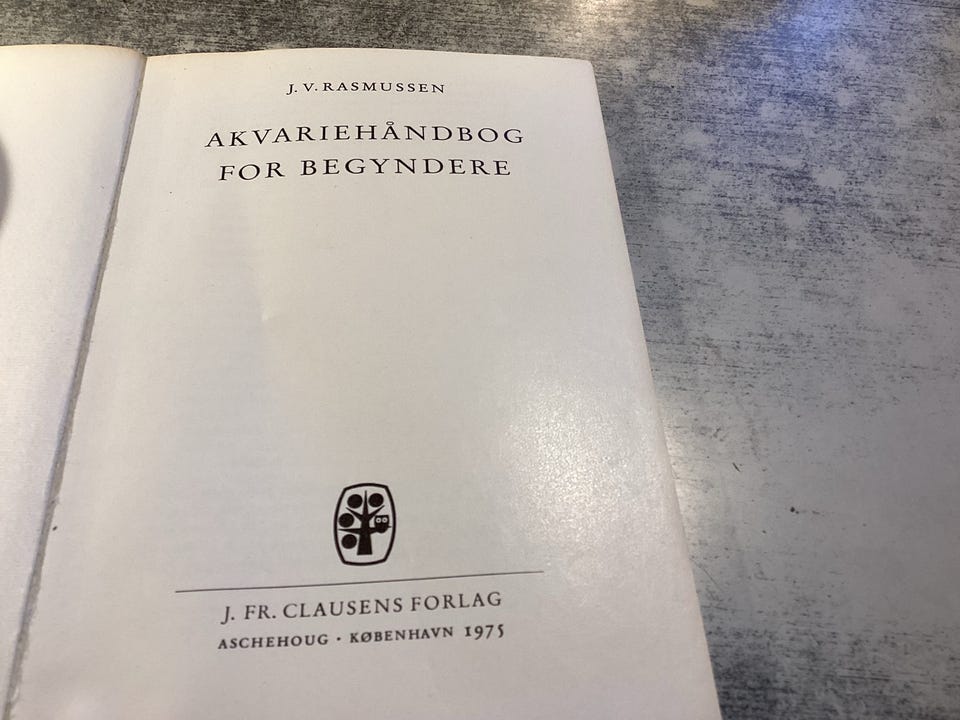 J. V. RASMUSSEN
AKVARIEHÅNDBOG
FOR BEGYNDERE
J. FR. CLAUSENS FORLAG
ASCHEHOUG · KØBENHAVN 1975